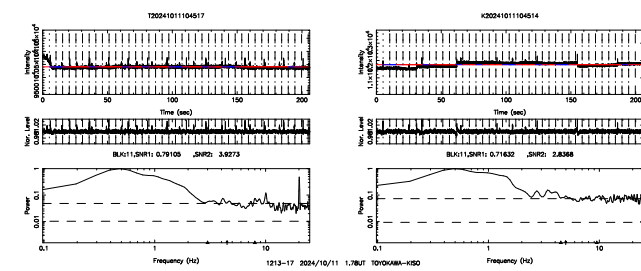 T20241011104517
K20241011104514
Intensity
0
50
100
150
200
Time (sec)
Intensity
0
50
100
150
200
Time (sec)
Nor. Level
Nor. Level
BLK:11,SNR1: 0.79105 ,SNR2: 3.9273
BLK:11,SNR1: 0.71632 ,SNR2: 2.8368
Power
1
0.1
0.01
0.1
1
10
Frequency (Hz)
Power
1
0.1
0.01
0.1
1
10
Frequency (Hz)
1213-17 2024/10/11 1.78UT TOYOKAWA-KISO